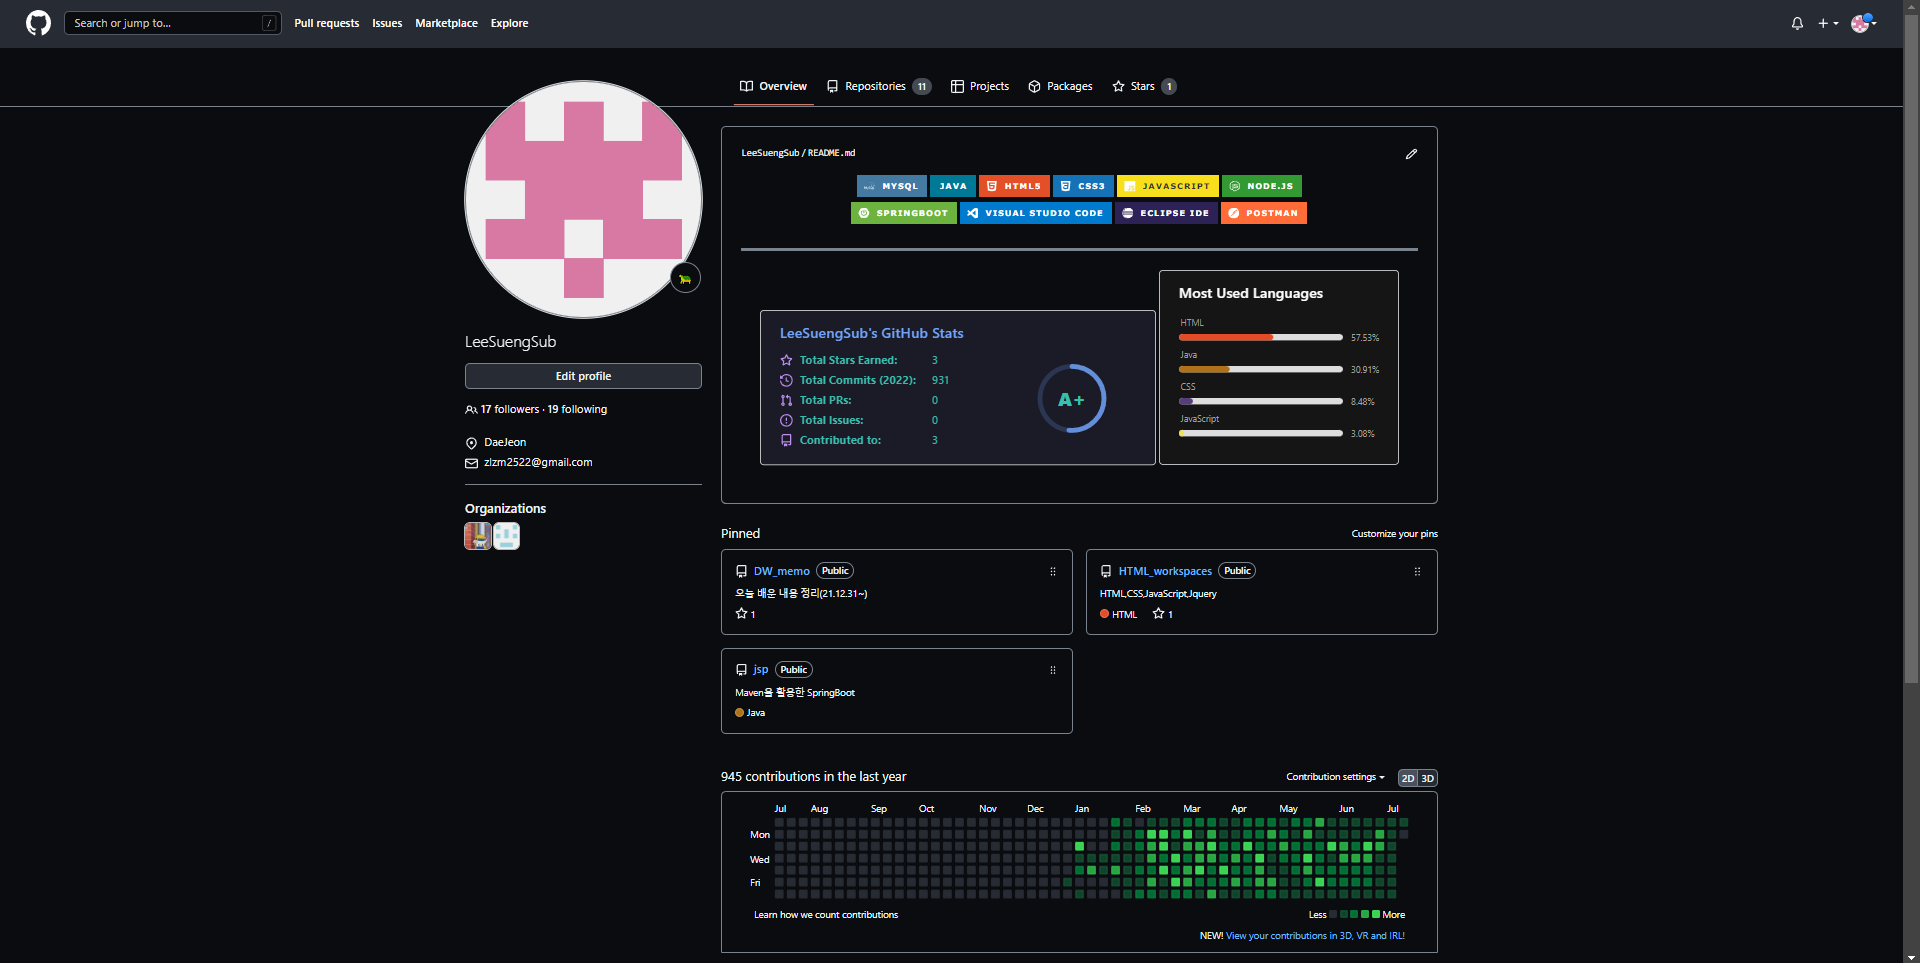 Search or jump to... / Pull requests Issues Marketplace Explore
Overview Repositories 11 Projects Packages Stars 1
LeeSuengSub
Edit profile
17 followers · 19 following
DaeJeon
zlzm2522@gmail.com
Organizations
LeeSuengSub / README.md
MYSQL JAVA HTML5 CSS3 JAVASCRIPT NODE.JS
SPRINGBOOT VISUAL STUDIO CODE ECLIPSE IDE POSTMAN
LeeSuengSub's GitHub Stats
Total Stars Earned: 3
Total Commits (2022): 931
Total PRs: 0
Total Issues: 0
Contributed to: 3
A+
Most Used Languages
HTML
57.53%
Java
30.91%
CSS
8.48%
JavaScript
3.08%
Pinned Customize your pins
DW_memo Public
오늘 배운 내용 정리(21.12.31~)
1
HTML_workspaces Public
HTML,CSS,JavaScript,Jquery
HTML 1
jsp Public
Maven을 활용한 SpringBoot
Java
945 contributions in the last year Contribution settings 2D 3D
Jul Aug Sep Oct Nov Dec Jan Feb Mar Apr May Jun Jul
Mon
Wed
Fri
Learn how we count contributions Less More
NEW! View your contributions in 3D, VR and IRL!